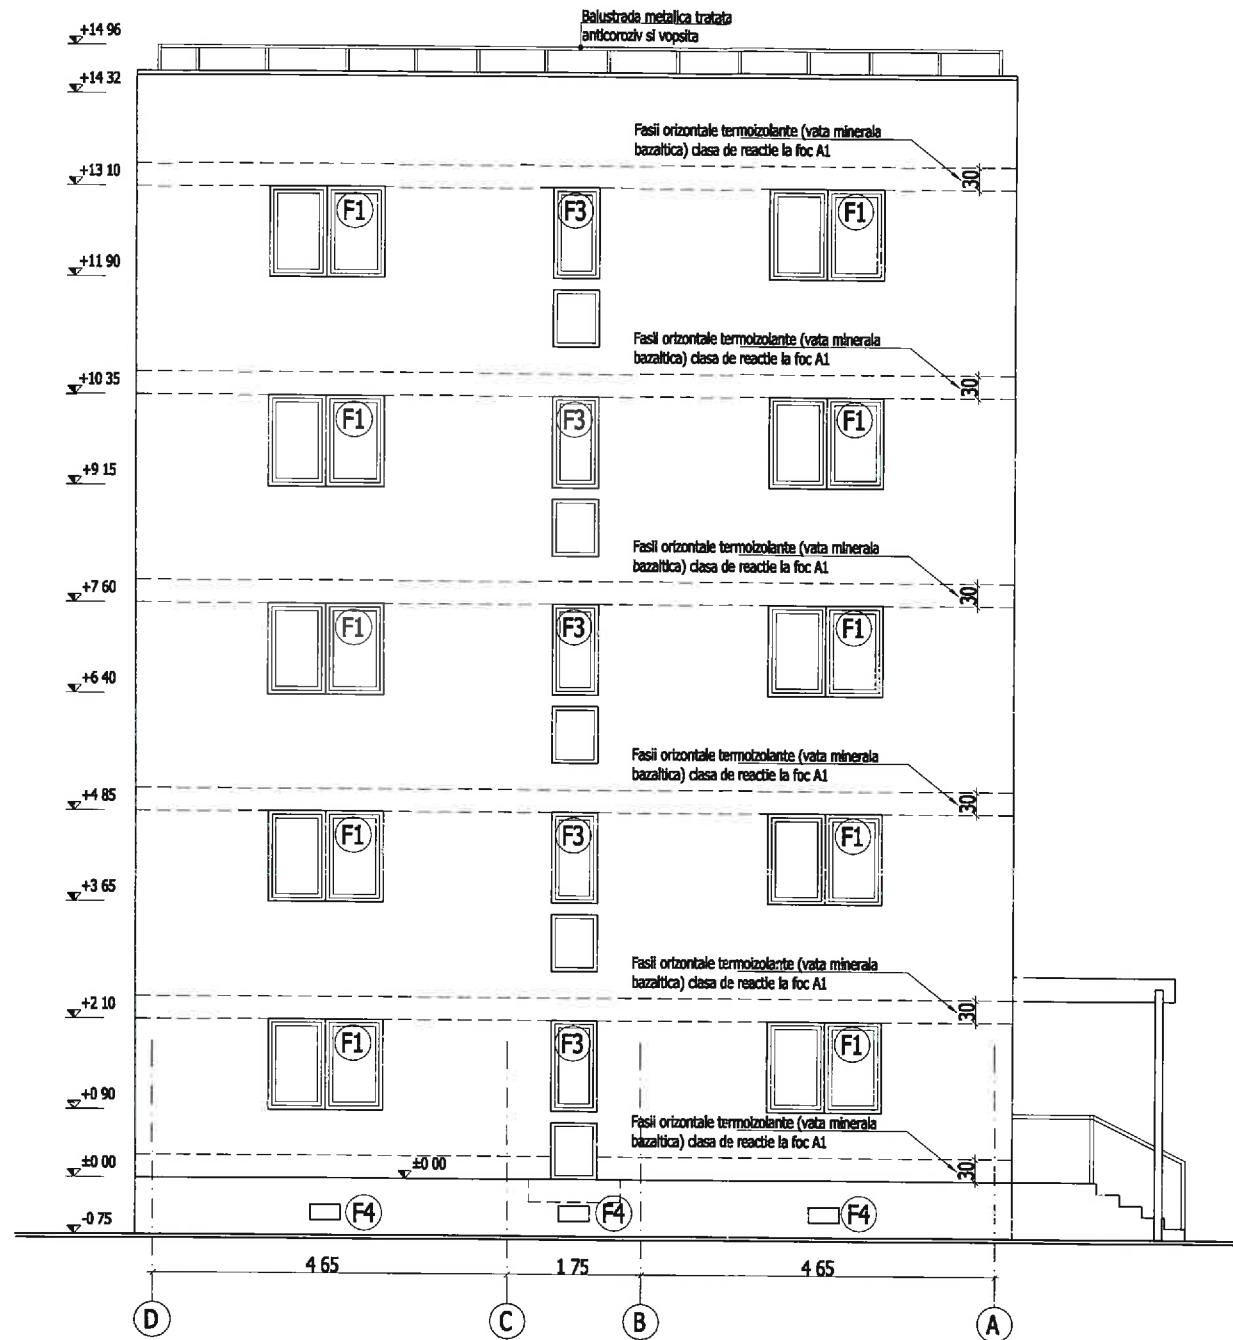 Balustrada metalica tratata
anticoroziv si vopsita
+14 96
+14 32
Fasii orizontale termoizolante (vata minerala
bazaltica) clasa de reactie la foc A1
+13 10
30
F1
F3
F1
+11 90
Fasii orizontale termoizolante (vata minerala
bazaltica) clasa de reactie la foc A1
+10 35
30
F1
F3
F1
+9 15
Fasii orizontale termoizolante (vata minerala
bazaltica) clasa de reactie la foc A1
+7 60
30
F1
F3
F1
+6 40
Fasii orizontale termoizolante (vata minerala
bazaltica) clasa de reactie la foc A1
+4 85
30
F1
F3
F1
+3 65
Fasii orizontale termoizolante (vata minerala
bazaltica) clasa de reactie la foc A1
+2 10
30
F1
F3
F1
+0 90
Fasii orizontale termoizolante (vata minerala
bazaltica) clasa de reactie la foc A1
±0 00
±0 00
30
F4
F4
F4
-0 75
4 65
1 75
4 65
D
C
B
A